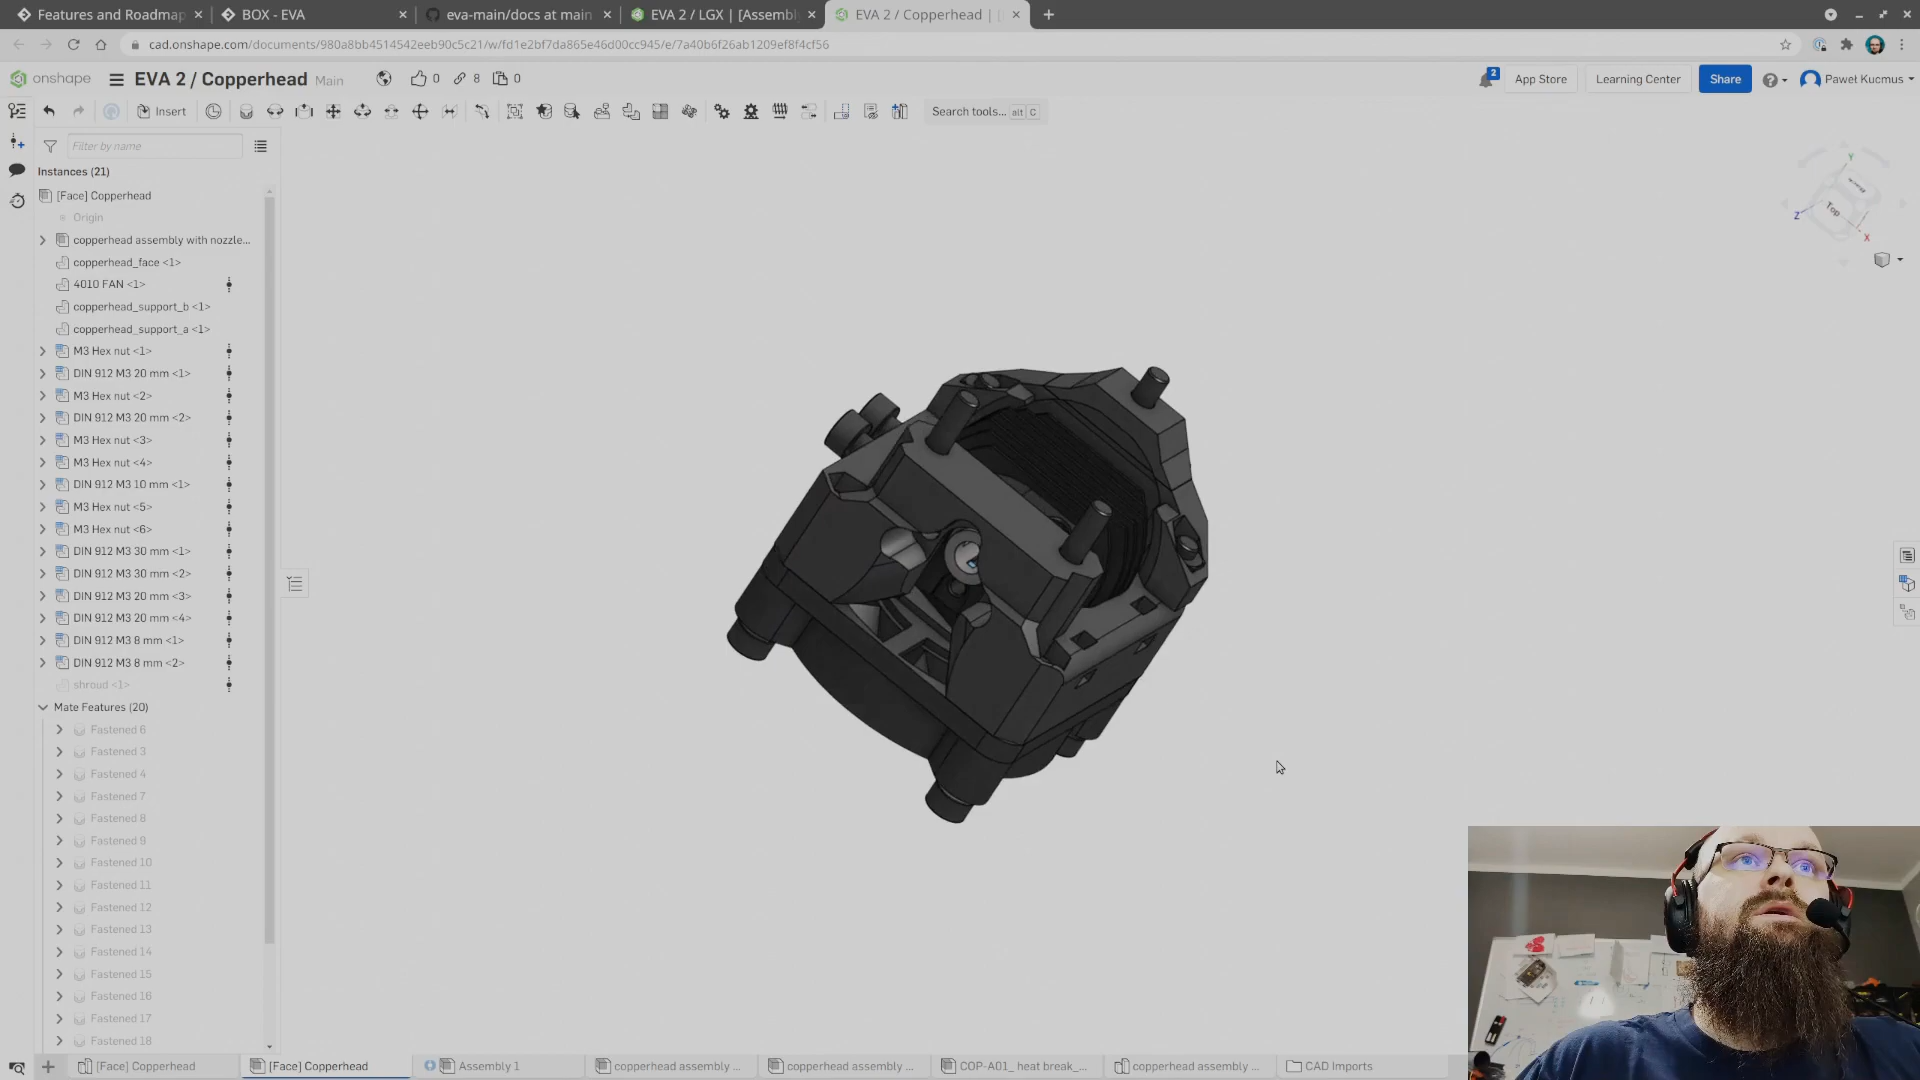 Features and Roadmap
BOX - EVA
eva-main/docs at main
EVA 2 / LGX | [Assembl
EVA 2 / Copperhead |
cad.onshape.com/documents/980a8bb4514542eeb90c5c21/w/fd1e2bf7da865e46d00cc945/e/7a40b6f26ab1209ef8f4cf56
onshape
EVA 2 / Copperhead Main
0
8
0
2
App Store
Learning Center
Share
Paweł Kucmus
Insert
Search tools... alt C
Filter by name
Instances (21)
[Face] Copperhead
Origin
copperhead assembly with nozzle...
copperhead_face <1>
4010 FAN <1>
copperhead_support_b <1>
copperhead_support_a <1>
M3 Hex nut <1>
DIN 912 M3 20 mm <1>
M3 Hex nut <2>
DIN 912 M3 20 mm <2>
M3 Hex nut <3>
M3 Hex nut <4>
DIN 912 M3 10 mm <1>
M3 Hex nut <5>
M3 Hex nut <6>
DIN 912 M3 30 mm <1>
DIN 912 M3 30 mm <2>
DIN 912 M3 20 mm <3>
DIN 912 M3 20 mm <4>
DIN 912 M3 8 mm <1>
DIN 912 M3 8 mm <2>
shroud <1>
Mate Features (20)
Fastened 6
Fastened 3
Fastened 4
Fastened 7
Fastened 8
Fastened 9
Fastened 10
Fastened 11
Fastened 12
Fastened 13
Fastened 14
Fastened 15
Fastened 16
Fastened 17
Fastened 18
Y
Top
Z
X
[Face] Copperhead
[Face] Copperhead
Assembly 1
copperhead assembly ...
copperhead assembly ...
COP-A01_ heat break_...
copperhead assembly ...
CAD Imports